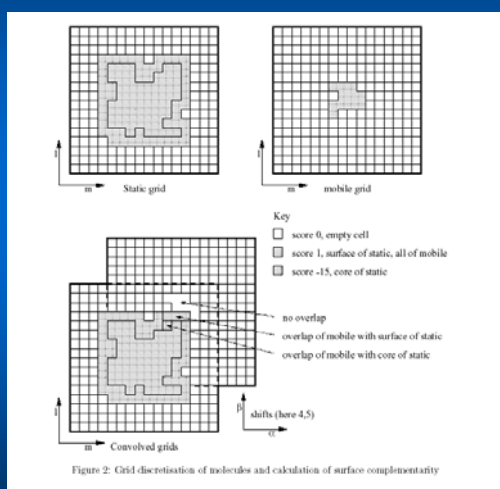 l
m
Static grid
l
m
mobile grid
Key
score 0, empty cell
score 1, surface of static, all of mobile
score -15, core of static
no overlap
overlap of mobile with surface of static
overlap of mobile with core of static
l
m
Convolved grids
β
α
shifts (here 4,5)
Figure 2: Grid discretisation of molecules and calculation of surface complementarity